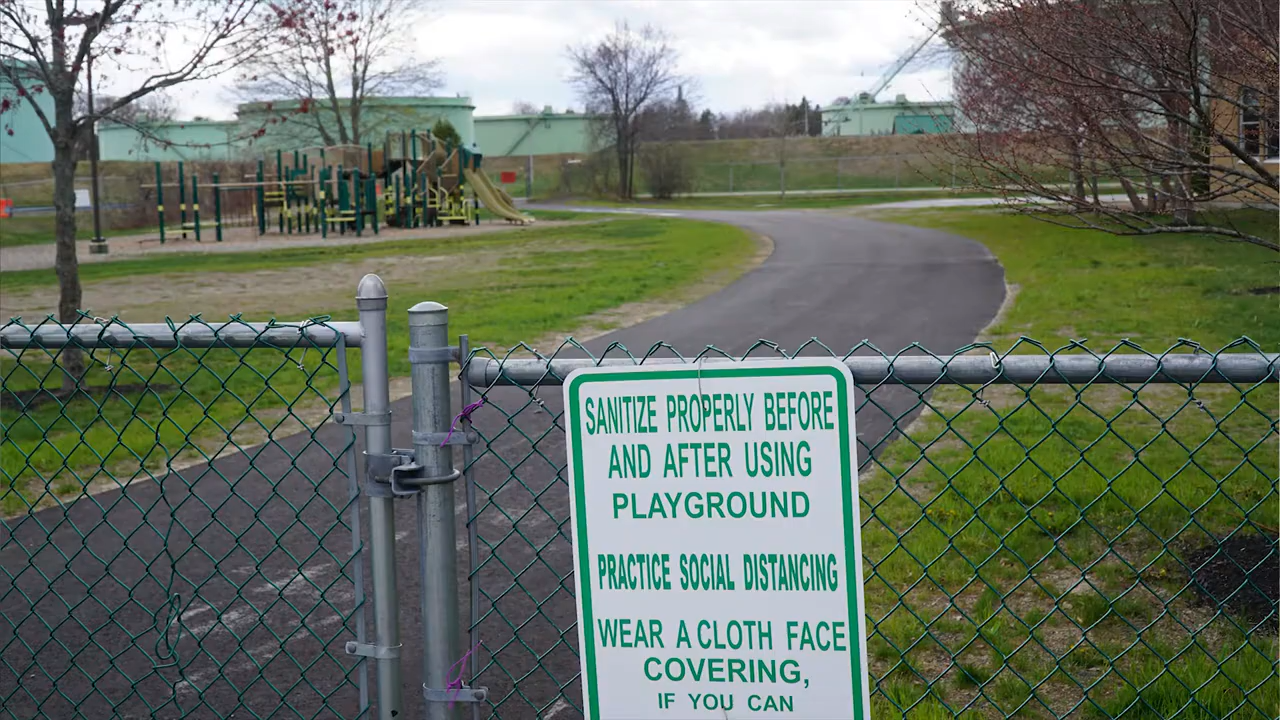 SANITIZE PROPERLY BEFORE
AND AFTER USING
PLAYGROUND
PRACTICE SOCIAL DISTANCING
WEAR A CLOTH FACE
COVERING,
IF YOU CAN